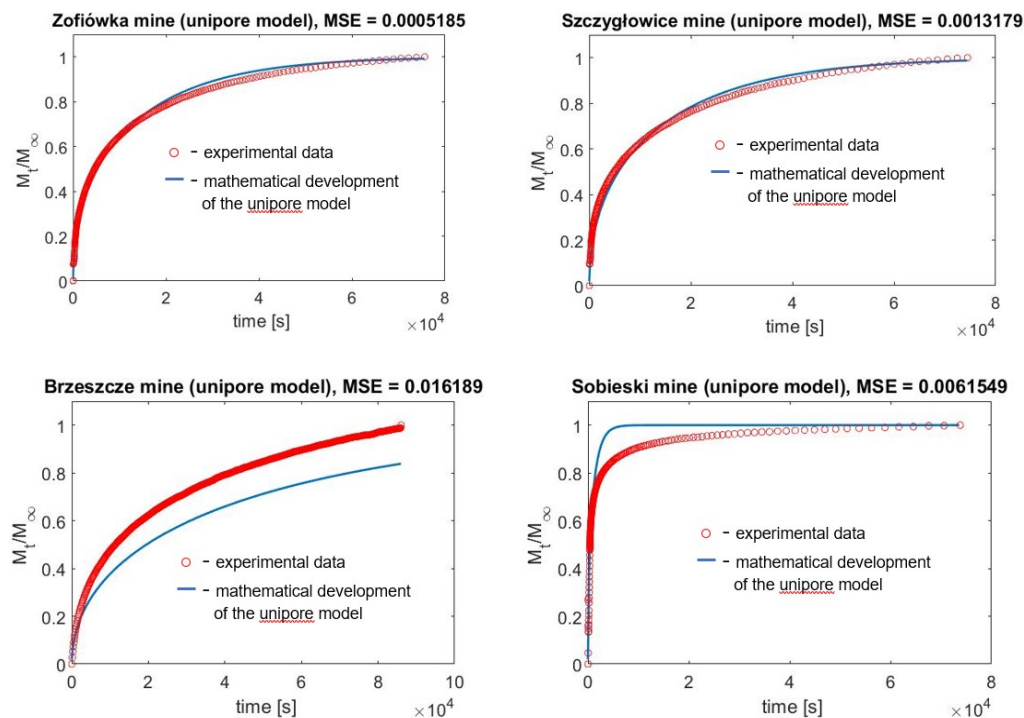 Zofiówka mine (unipore model), MSE = 0.0005185
1
0.8
0.6
0.4
0.2
0
M_t/M_∞
○ - experimental data
- mathematical development
of the unipore model
0 2 4 6 8
time [s]
×10^4
Szczygłowice mine (unipore model), MSE = 0.0013179
1
0.8
0.6
0.4
0.2
0
M_t/M_∞
○ - experimental data
- mathematical development
of the unipore model
0 2 4 6 8
time [s]
×10^4
Brzeszcze mine (unipore model), MSE = 0.016189
1
0.8
0.6
0.4
0.2
0
M_t/M_∞
○ - experimental data
- mathematical development
of the unipore model
0 2 4 6 8 10
time [s]
×10^4
Sobieski mine (unipore model), MSE = 0.0061549
1
0.8
0.6
0.4
0.2
0
M_t/M_∞
○ - experimental data
- mathematical development
of the unipore model
0 2 4 6 8
time [s]
×10^4